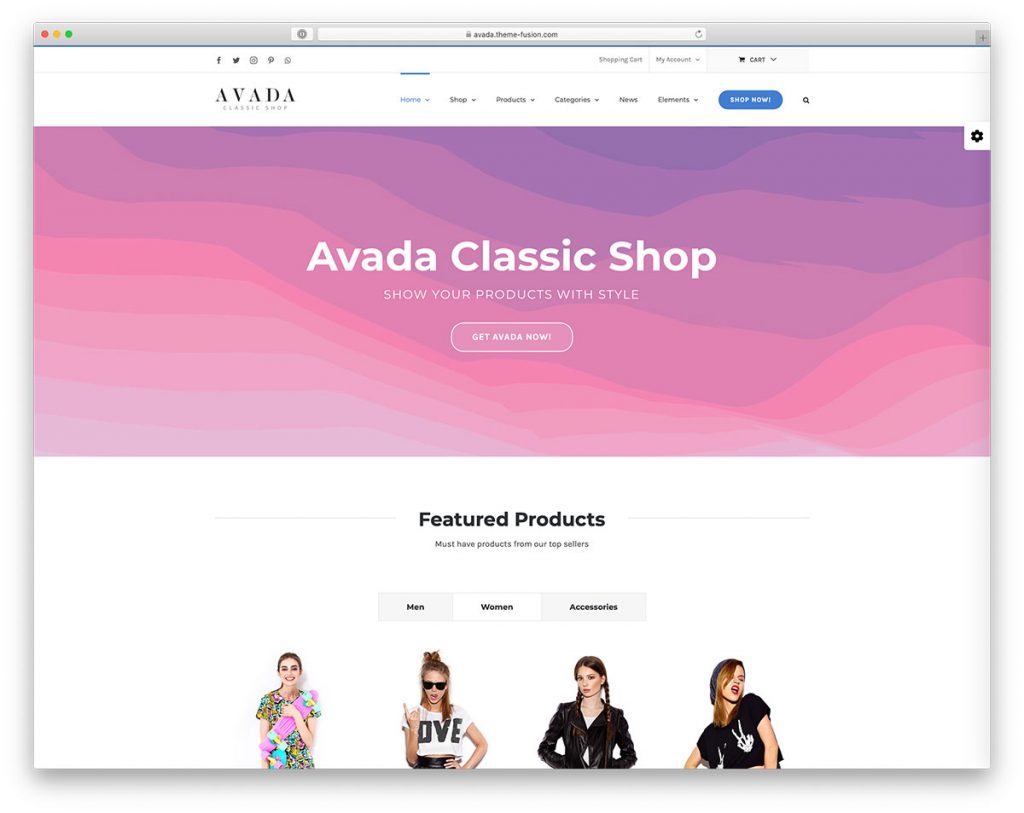 avada.theme-fusion.com
Shopping Cart My Account CART
AVADA
CLASSIC SHOP
Home Shop Products Categories News Elements SHOP NOW!
Avada Classic Shop
SHOW YOUR PRODUCTS WITH STYLE
GET AVADA NOW!
Featured Products
Must have products from our top sellers
Men Women Accessories
OVE